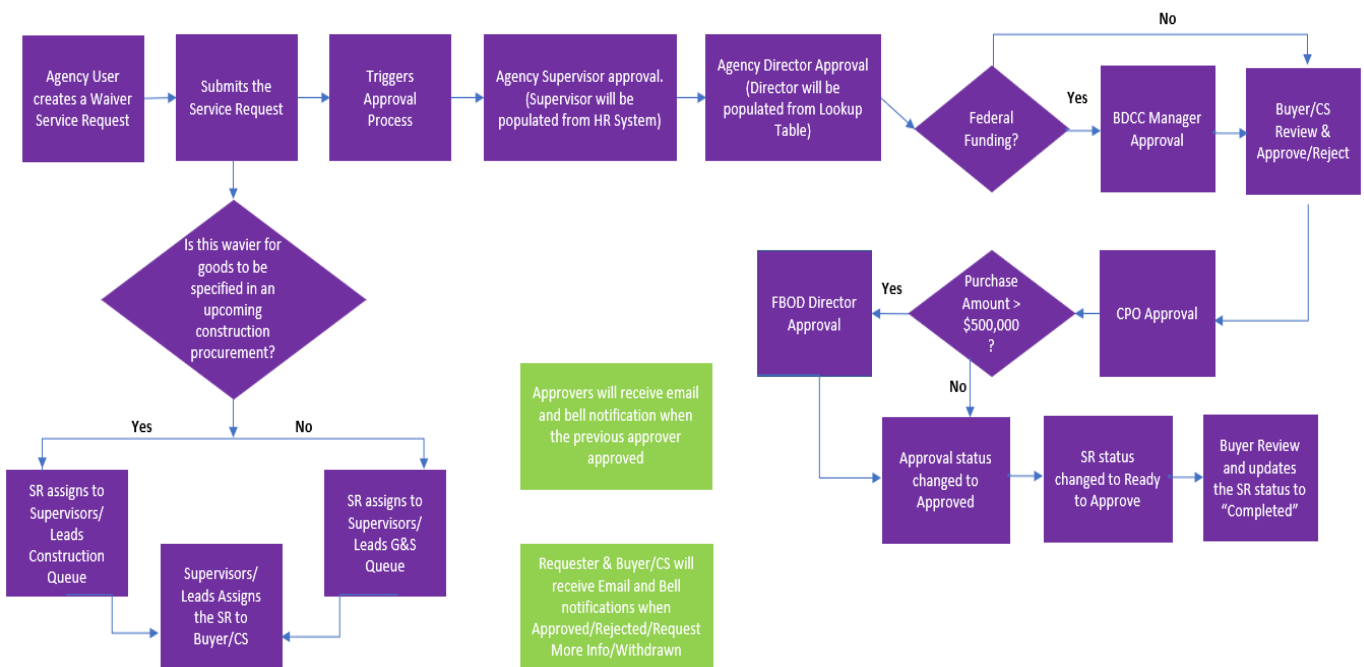 No
Agency User
creates a Waiver
Service Request
Submits the
Service Request
Triggers
Approval
Process
Agency Supervisor approval.
(Supervisor will be
populated from HR System)
Agency Director Approval
(Director will be
populated from Lookup
Table)
Federal
Funding?
Yes
BDCC Manager
Approval
Buyer/CS
Review &
Approve/Reject
Is this wavier for
goods to be
specified in an
upcoming
construction
procurement?
Yes
No
SR assigns to
Supervisors/
Leads
Construction
Queue
SR assigns to
Supervisors/
Leads G&S
Queue
Supervisors/
Leads Assigns
the SR to
Buyer/CS
CPO Approval
Purchase
Amount >
$500,000
?
Yes
FBOD Director
Approval
No
Approval status
changed to
Approved
SR status
changed to Ready
to Approve
Buyer Review
and updates
the SR status to
“Completed”
Approvers will receive email
and bell notification when
the previous approver
approved
Requester & Buyer/CS will
receive Email and Bell
notifications when
Approved/Rejected/Request
More Info/Withdrawn